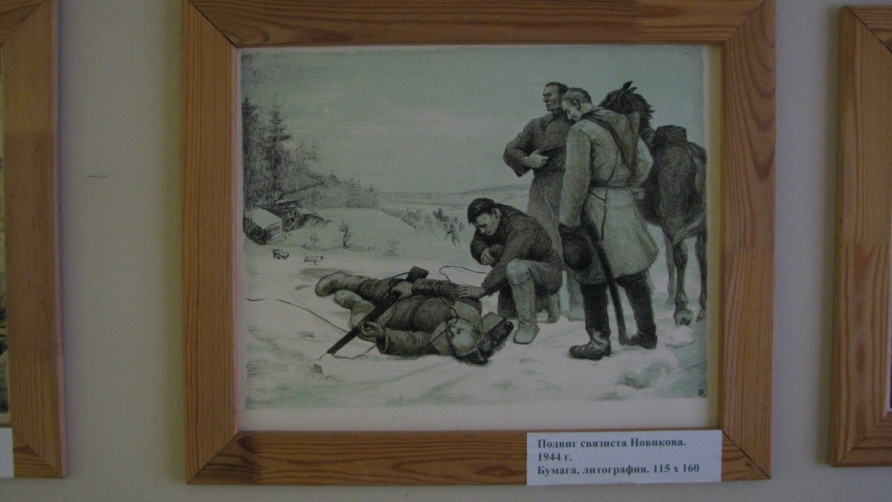 Подвиг связиста Новикова.
1944 г.
Бумага, литография. 115 х 160